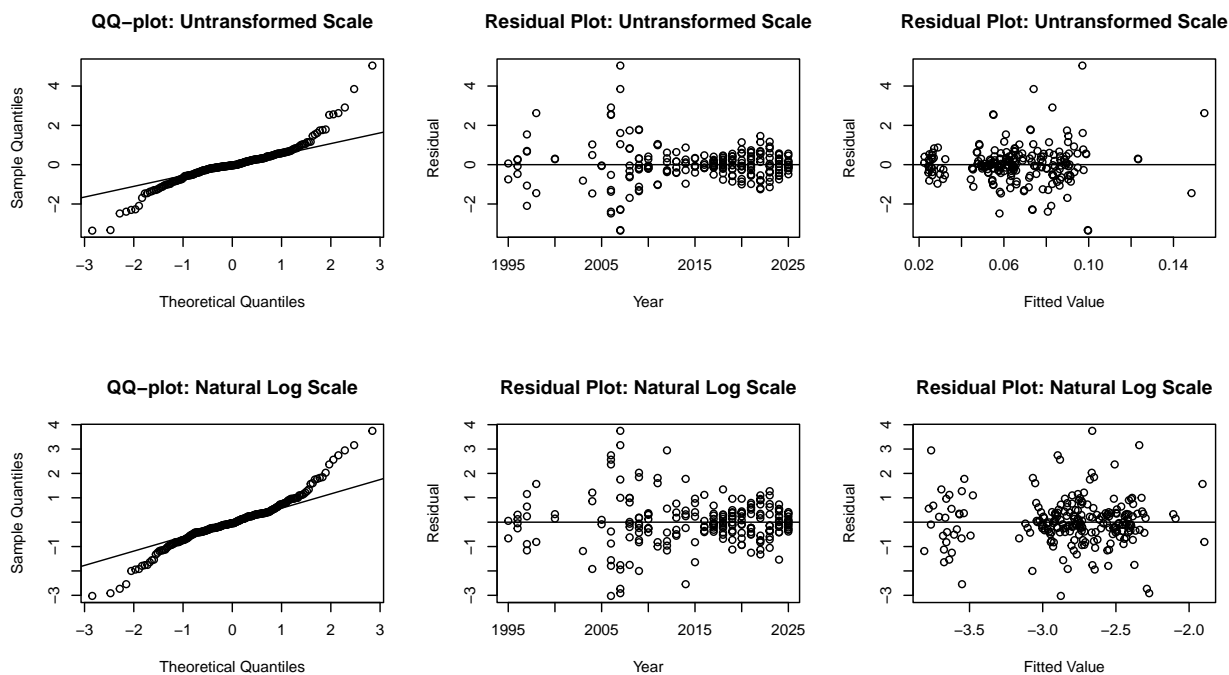 QQ−plot: Untransformed Scale
Sample Quantiles
4
2
0
−2
−3 −2 −1 0 1 2 3
Theoretical Quantiles
Residual Plot: Untransformed Scale
Residual
4
2
0
−2
1995 2005 2015 2025
Year
Residual Plot: Untransformed Scale
Residual
4
2
0
−2
0.02 0.06 0.10 0.14
Fitted Value
QQ−plot: Natural Log Scale
Sample Quantiles
4
3
2
1
−1
−3
−3 −2 −1 0 1 2 3
Theoretical Quantiles
Residual Plot: Natural Log Scale
Residual
4
3
2
1
−1
−3
1995 2005 2015 2025
Year
Residual Plot: Natural Log Scale
Residual
4
3
2
1
−1
−3
−3.5 −3.0 −2.5 −2.0
Fitted Value